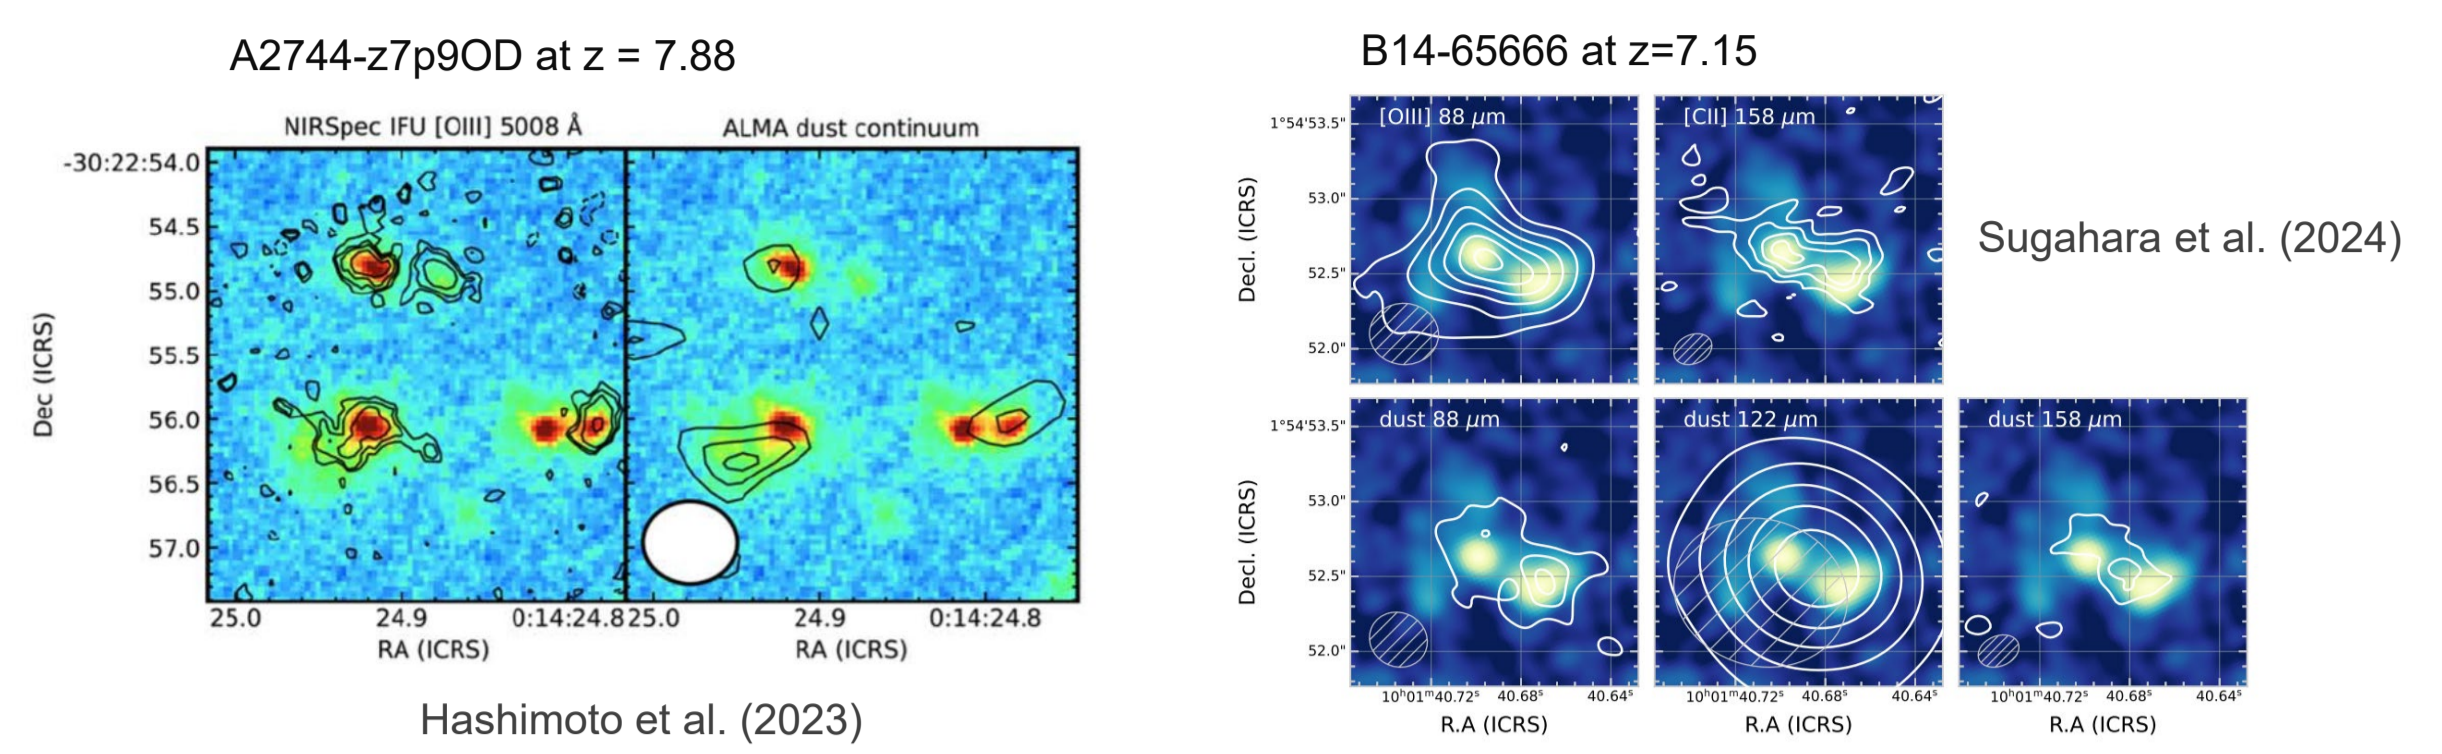 A2744-z7p9OD at z = 7.88
NIRSpec IFU [OIII] 5008 Å
ALMA dust continuum
-30:22:54.0
54.5
55.0
55.5
56.0
56.5
57.0
Dec (ICRS)
25.0
24.9
0:14:24.8
25.0
24.9
0:14:24.8
RA (ICRS)
RA (ICRS)
Hashimoto et al. (2023)
B14-65666 at z=7.15
[OIII] 88 μm
[CII] 158 μm
1°54'53.5"
53.0"
52.5"
52.0"
Decl. (ICRS)
Sugahara et al. (2024)
dust 88 μm
dust 122 μm
dust 158 μm
1°54'53.5"
53.0"
52.5"
52.0"
Decl. (ICRS)
10ʰ01ᵐ40.72ˢ
40.68ˢ
40.64ˢ
10ʰ01ᵐ40.72ˢ
40.68ˢ
40.64ˢ
10ʰ01ᵐ40.72ˢ
40.68ˢ
40.64ˢ
R.A (ICRS)
R.A (ICRS)
R.A (ICRS)